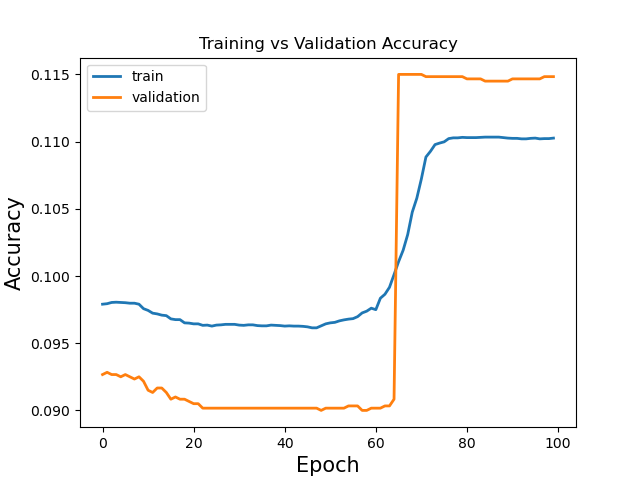 Training vs Validation Accuracy
train
validation
0.115
0.110
0.105
0.100
0.095
0.090
Accuracy
0 20 40 60 80 100
Epoch